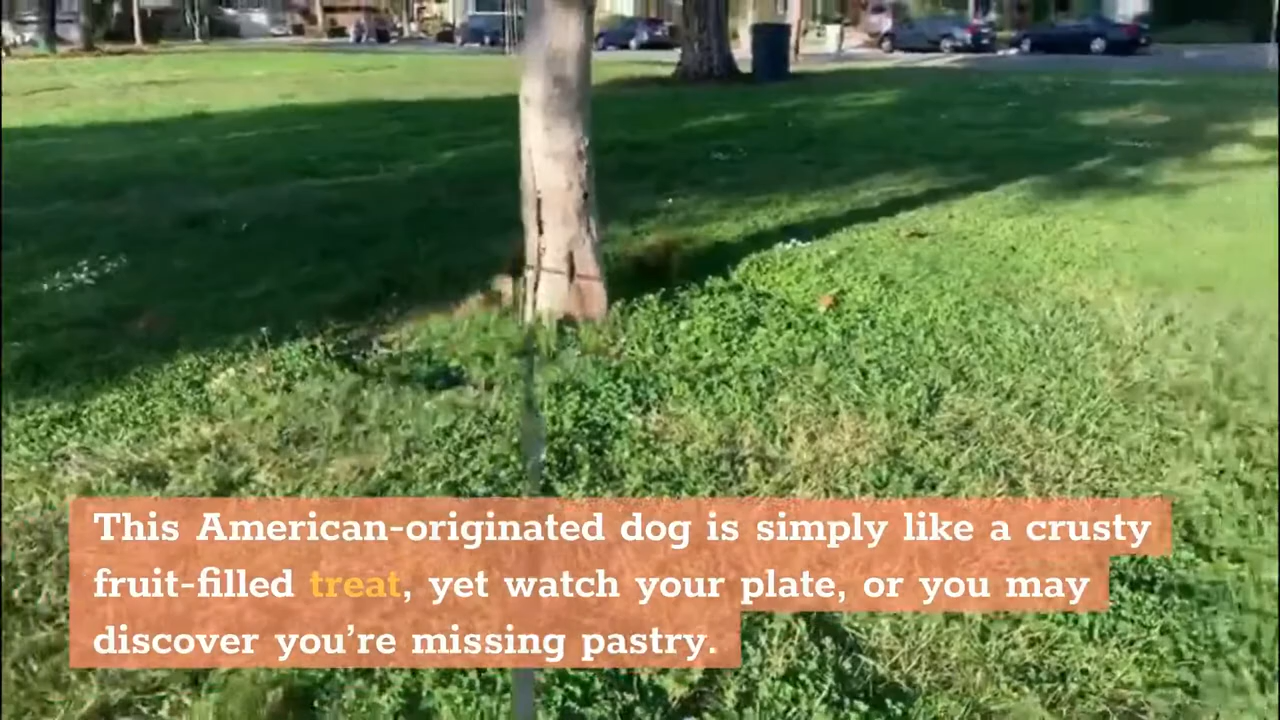 This American-originated dog is simply like a crusty
fruit-filled treat, yet watch your plate, or you may
discover you’re missing pastry.